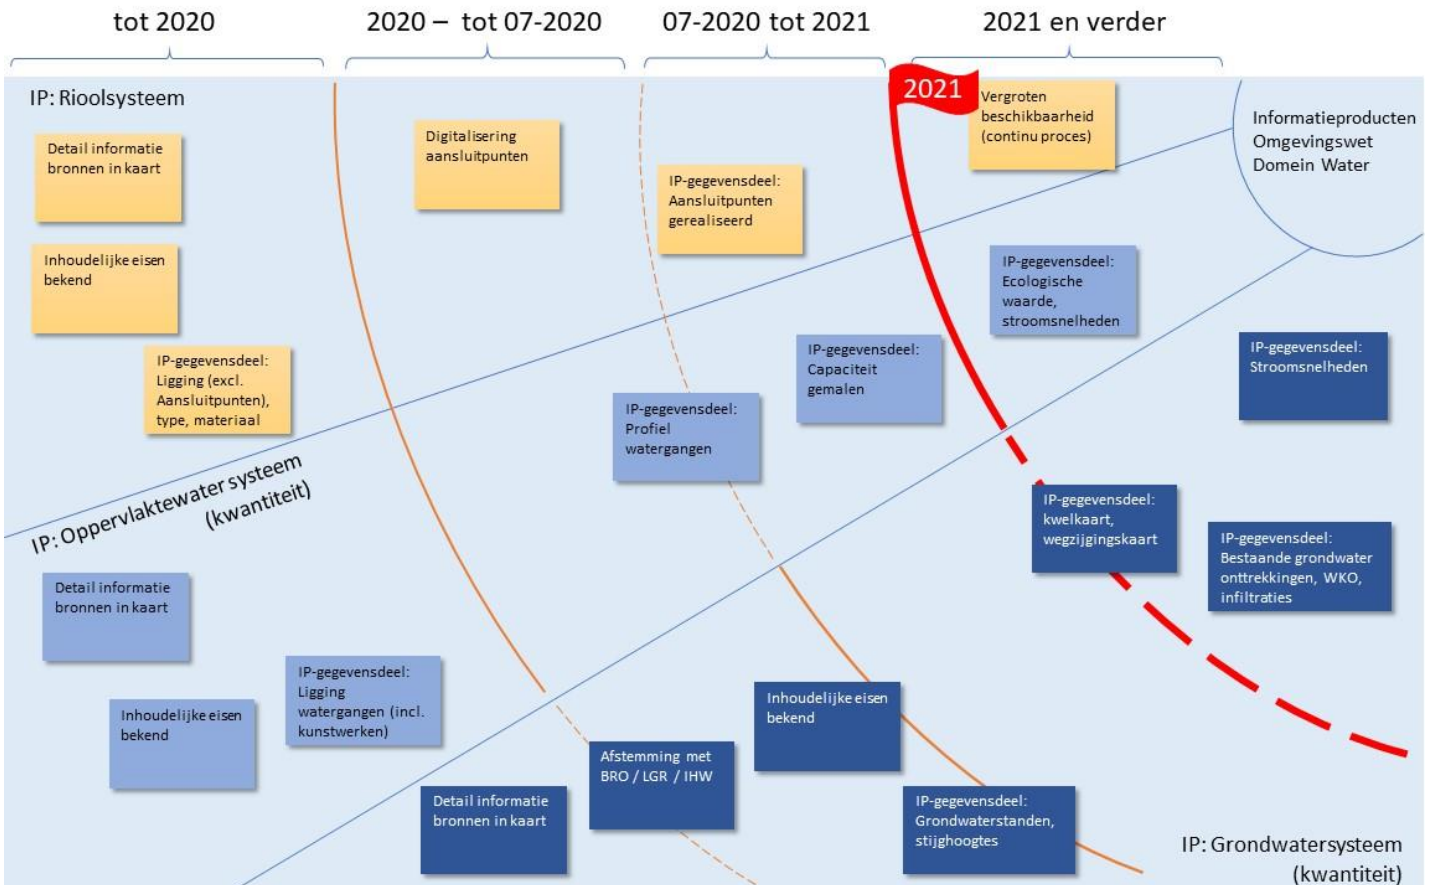 tot 2020
2020 – tot 07-2020
07-2020 tot 2021
2021 en verder
IP: Rioolsysteem
Detail informatie
bronnen in kaart
Inhoudelijke eisen
bekend
IP-gegevensdeel:
Ligging (excl.
Aansluitpunten),
type, materiaal
Digitalisering
aansluitpunten
IP-gegevensdeel:
Aansluitpunten
gerealiseerd
2021
Vergroten
beschikbaarheid
(continu proces)
Informatieproducten
Omgevingswet
Domein Water
IP: Oppervlaktewater systeem
(kwantiteit)
Detail informatie
bronnen in kaart
Inhoudelijke eisen
bekend
IP-gegevensdeel:
Ligging
watergangen (incl.
kunstwerken)
IP-gegevensdeel:
Profiel
watergangen
IP-gegevensdeel:
Capaciteit
gemalen
IP-gegevensdeel:
Ecologische
waarde,
stroomsnelheden
Detail informatie
bronnen in kaart
Afstemming met
BRO / LGR / IHW
Inhoudelijke eisen
bekend
IP-gegevensdeel:
Grondwaterstanden,
stijghoogtes
IP-gegevensdeel:
kwelkaart,
wegzijgingskaart
IP-gegevensdeel:
Stroomsnelheden
IP-gegevensdeel:
Bestaande grondwater
onttrekkingen, WKO,
infiltraties
IP: Grondwatersysteem
(kwantiteit)